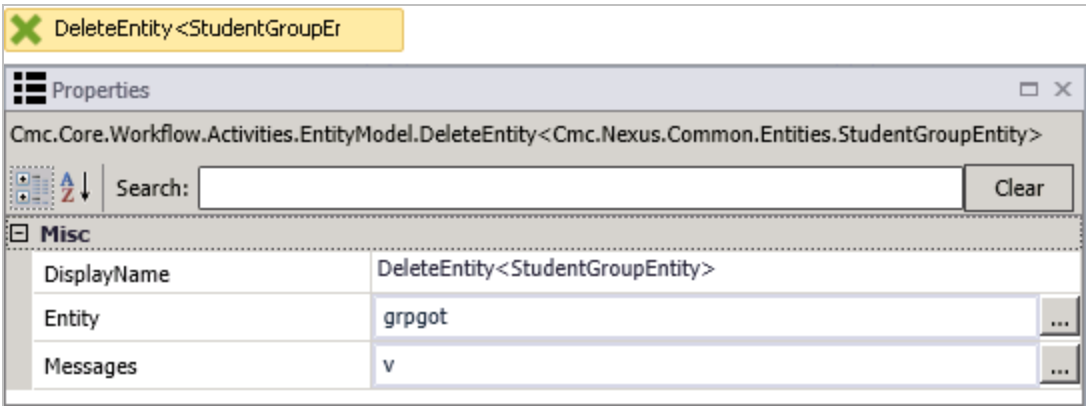 DeleteEntity<StudentGroupEr
Properties
Cmc.Core.Workflow.Activities.EntityModel.DeleteEntity<Cmc.Nexus.Common.Entities.StudentGroupEntity>
Search: Clear
Misc
DisplayName DeleteEntity<StudentGroupEntity>
Entity grpgot ...
Messages v ...